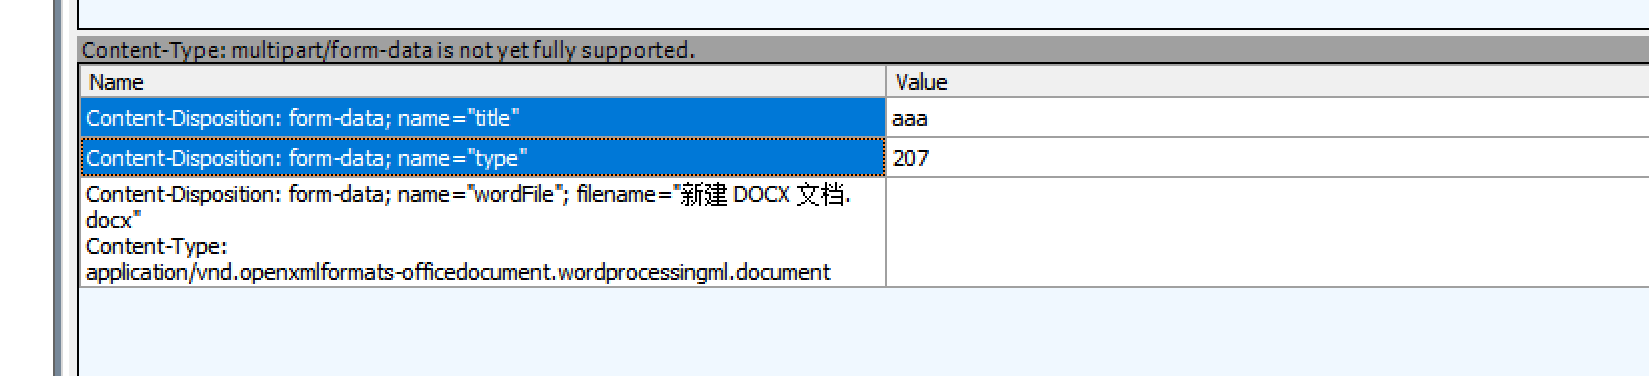 Content-Type: multipart/form-data is not yet fully supported.
Name Value
Content-Disposition: form-data; name="title" aaa
Content-Disposition: form-data; name="type" 207
Content-Disposition: form-data; name="wordFile"; filename="新建 DOCX 文档.
docx"
Content-Type:
application/vnd.openxmlformats-officedocument.wordprocessingml.document